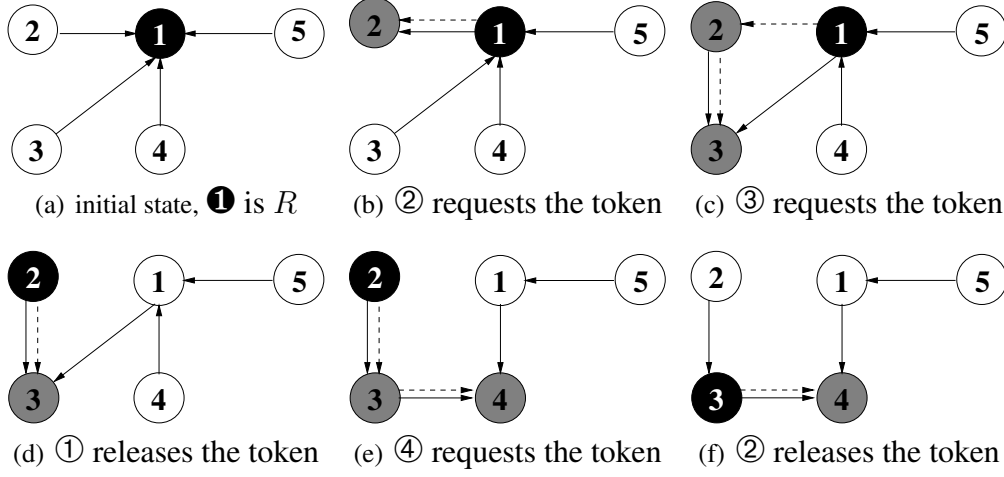 2 1 5 2 1 5 2 1 5
3 4 3 4 3 4
(a) initial state, ❶ is R (b) ② requests the token (c) ③ requests the token
2 1 5 2 1 5 2 1 5
3 4 3 4 3 4
(d) ① releases the token (e) ④ requests the token (f) ② releases the token